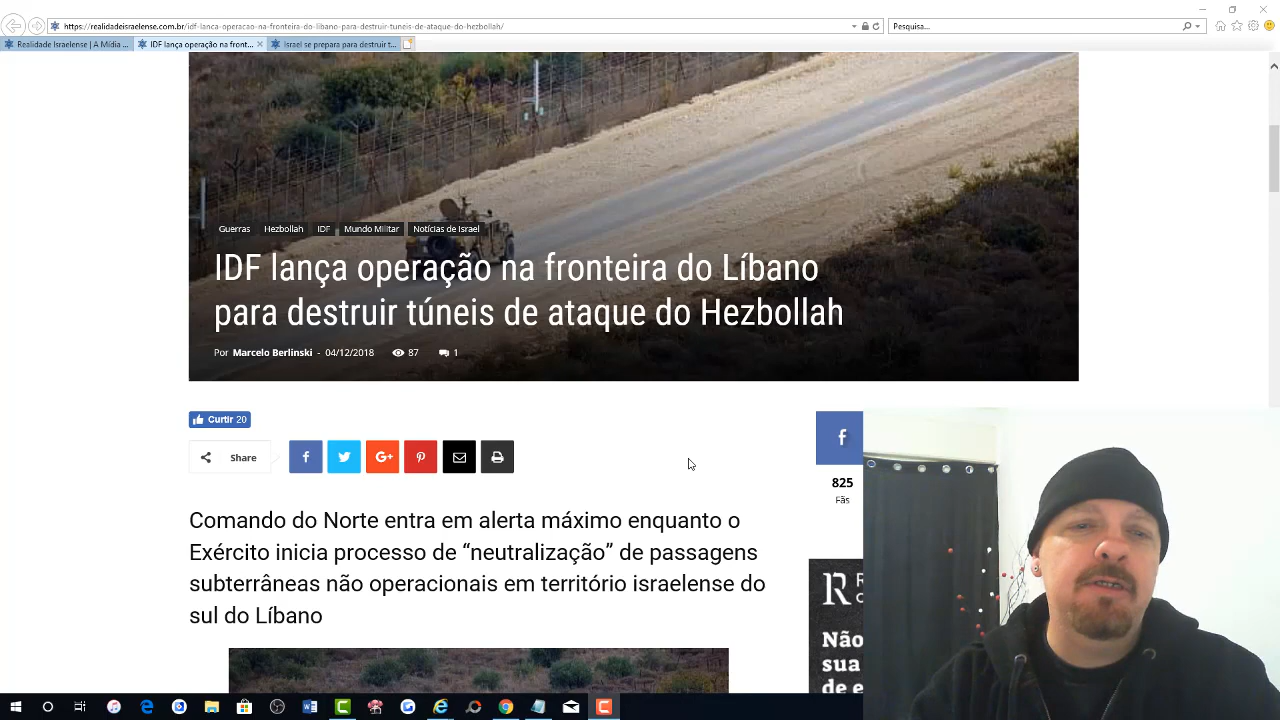 https://realidadeisraelense.com.br/idf-lanca-operacao-na-fronteira-do-libano-para-destruir-tuneis-de-ataque-do-hezbollah/
Pesquisa...
Realidade Israelense | A Mídia ...
IDF lança operação na front...
Israel se prepara para destruir t...
Guerras
Hezbollah
IDF
Mundo Militar
Notícias de Israel
IDF lança operação na fronteira do Líbano
para destruir túneis de ataque do Hezbollah
Por Marcelo Berlinski - 04/12/2018 87 1
Curtir 20
Share
825
Fãs
Comando do Norte entra em alerta máximo enquanto o
Exército inicia processo de “neutralização” de passagens
subterrâneas não operacionais em território israelense do
sul do Líbano
Não
sua
de e